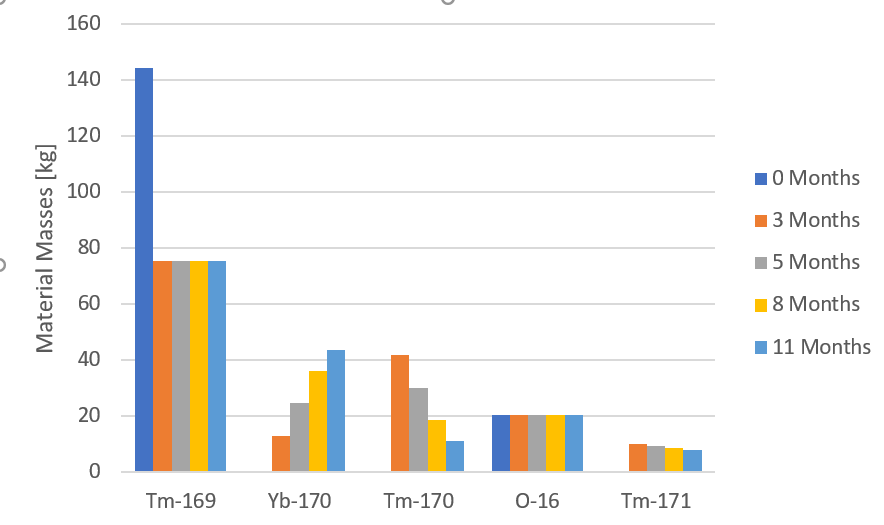 160
140
120
100
80
60
40
20
0
Material Masses [kg]
Tm-169
Yb-170
Tm-170
O-16
Tm-171
0 Months
3 Months
5 Months
8 Months
11 Months